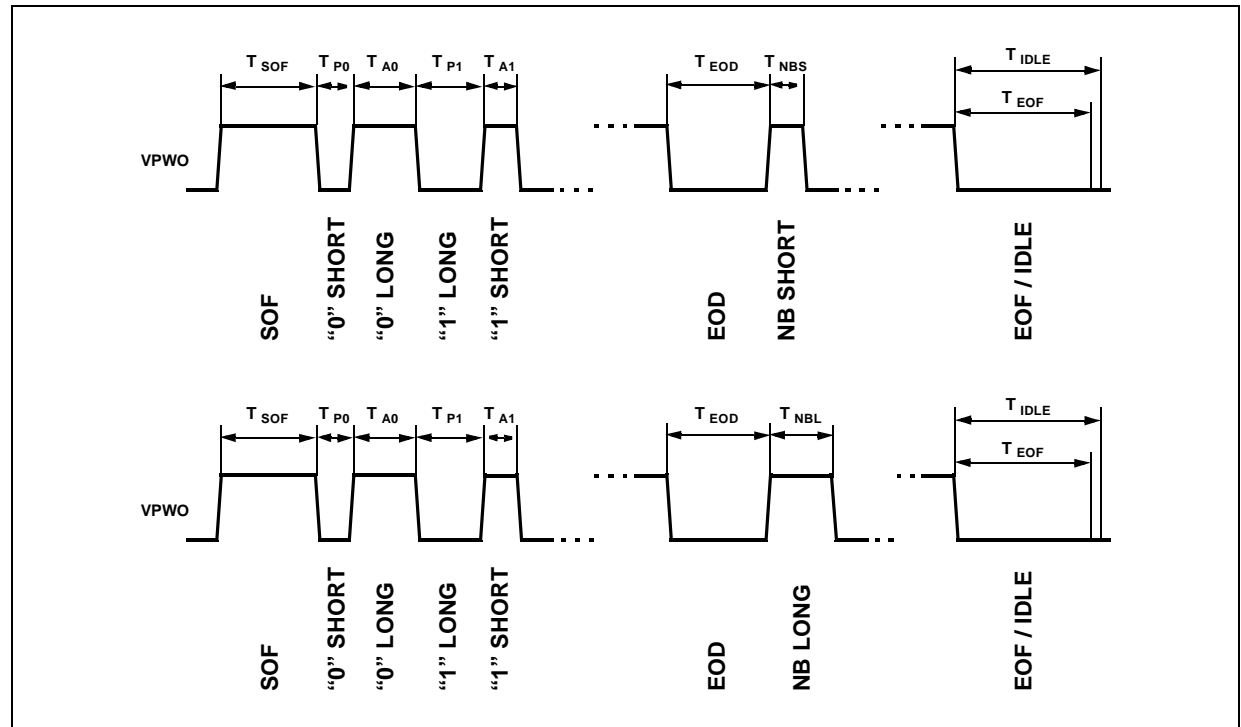 T SOF T P0 T A0 T P1 T A1 T EOD T NBS T IDLE
T EOF
VPWO
SOF
“0” SHORT
“0” LONG
“1” LONG
“1” SHORT
EOD
NB SHORT
EOF / IDLE
T SOF T P0 T A0 T P1 T A1 T EOD T NBL T IDLE
T EOF
VPWO
SOF
“0” SHORT
“0” LONG
“1” LONG
“1” SHORT
EOD
NB LONG
EOF / IDLE